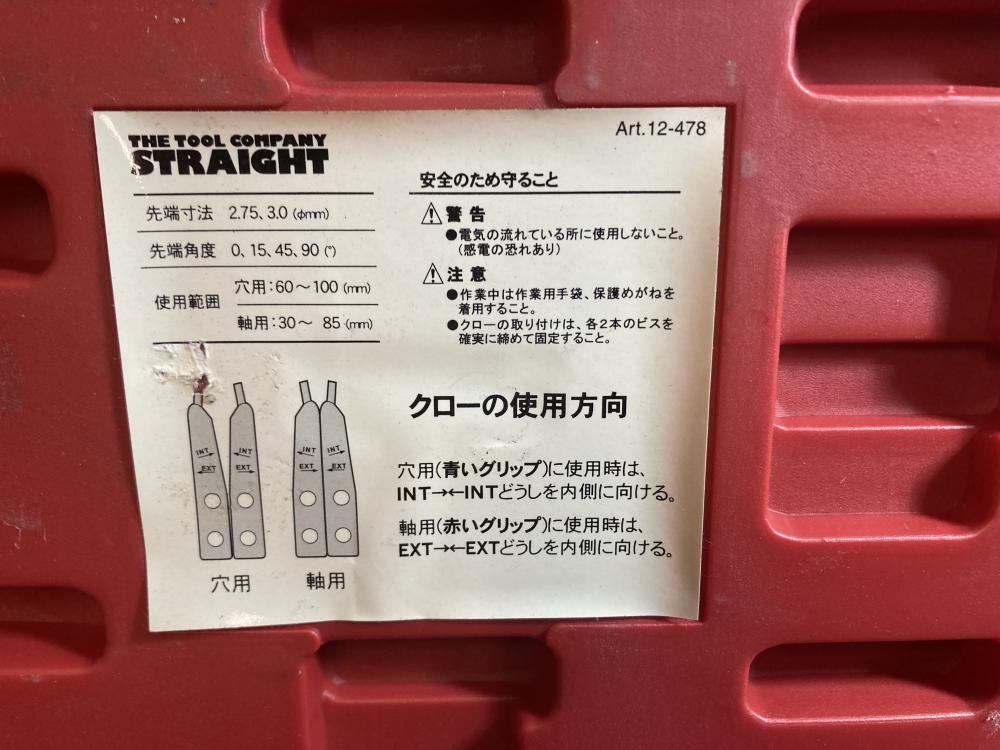 THE TOOL COMPANY
STRAIGHT
Art.12-478
先端寸法 2.75、3.0 (φmm)
先端角度 0、15、45、90 (°)
使用範囲
穴用:60～100 (mm)
軸用:30～ 85 (mm)
安全のため守ること
⚠警告
●電気の流れている所に使用しないこと。
(感電の恐れあり)
⚠注意
●作業中は作業用手袋、保護めがねを
着用すること。
●クローの取り付けは、各2本のビスを
確実に締めて固定すること。
INT INT
EXT EXT
INT INT
EXT EXT
穴用 軸用
クローの使用方向
穴用(青いグリップ)に使用時は、
INT→←INTどうしを内側に向ける。
軸用(赤いグリップ)に使用時は、
EXT→←EXTどうしを内側に向ける。